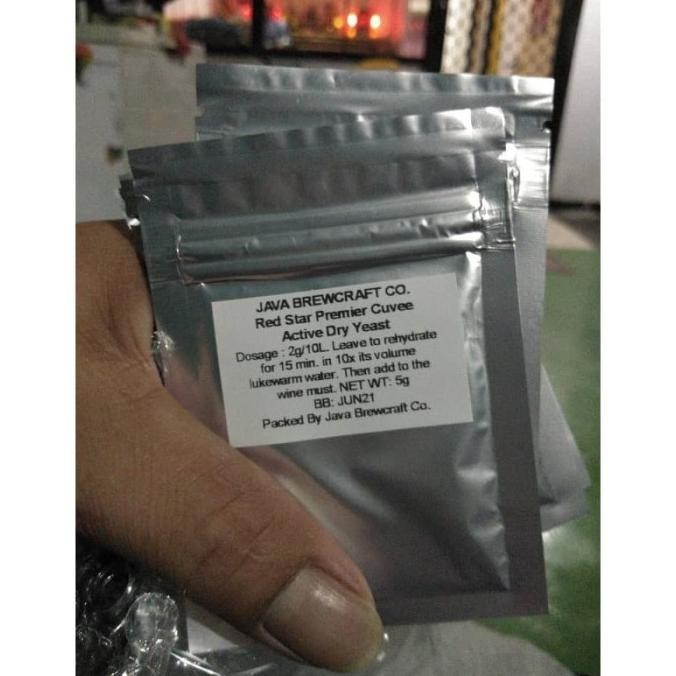 JAVA BREWCRAFT CO.
Red Star Premier Cuvee
Active Dry Yeast
Dosage : 2g/10L. Leave to rehydrate
for 15 min. in 10x its volume
lukewarm water. Then add to the
wine must. NET WT: 5g
BB: JUN21
Packed By Java Brewcraft Co.